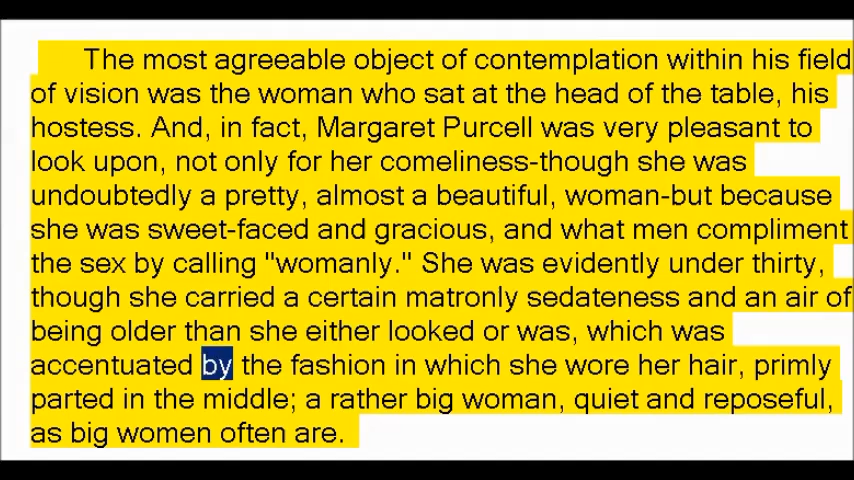 The most agreeable object of contemplation within his field
of vision was the woman who sat at the head of the table, his
hostess. And, in fact, Margaret Purcell was very pleasant to
look upon, not only for her comeliness-though she was
undoubtedly a pretty, almost a beautiful, woman-but because
she was sweet-faced and gracious, and what men compliment
the sex by calling "womanly." She was evidently under thirty,
though she carried a certain matronly sedateness and an air of
being older than she either looked or was, which was
accentuated by the fashion in which she wore her hair, primly
parted in the middle; a rather big woman, quiet and reposeful,
as big women often are.